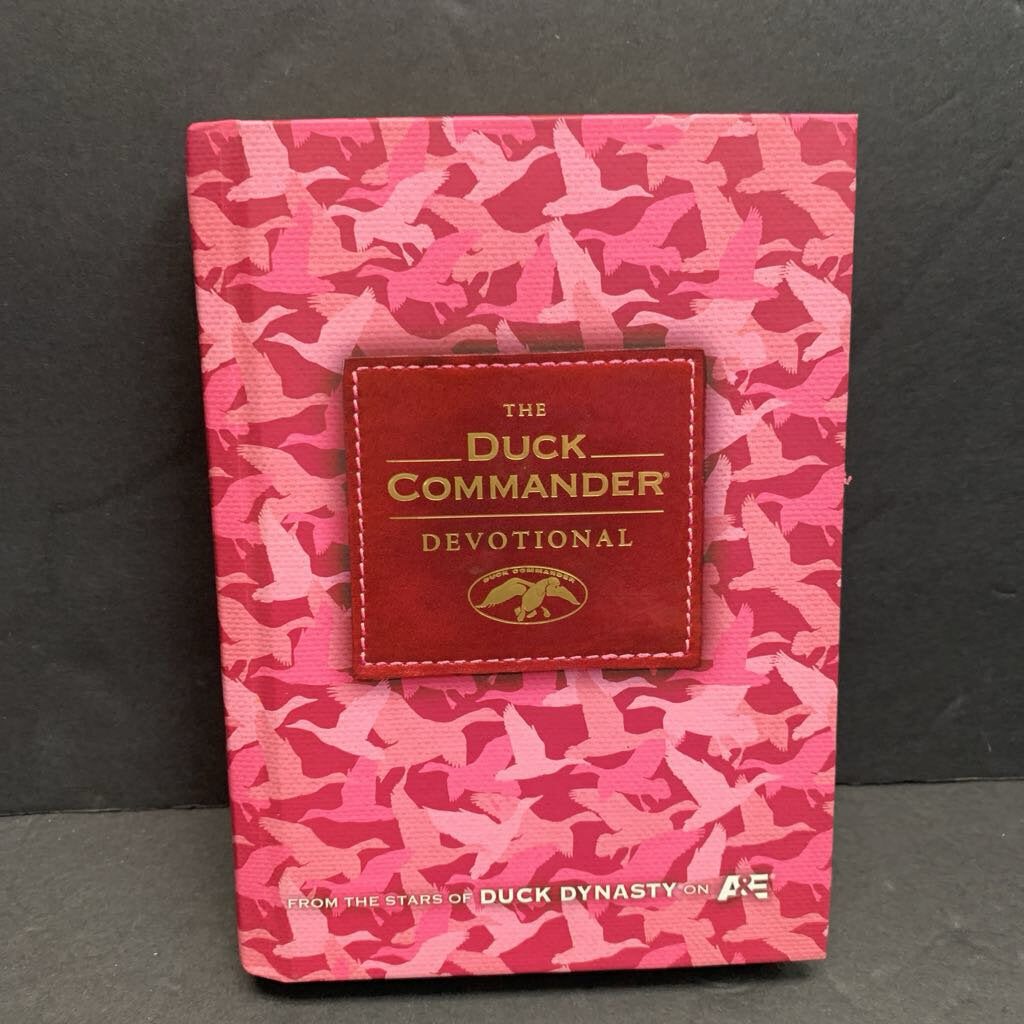 THE
DUCK
COMMANDER®
DEVOTIONAL
DUCK COMMANDER
FROM THE STARS OF DUCK DYNASTY® ON A&E